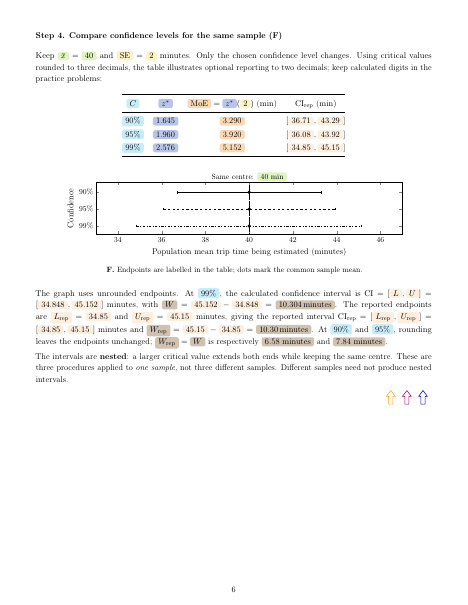 Step 4. Compare confidence levels for the same sample (F)
Keep x̄ = 40 and SE = 2 minutes. Only the chosen confidence level changes. Using critical values
rounded to three decimals, the table illustrates optional reporting to two decimals; keep calculated digits in the
practice problems:
C z* MoE = z*( 2 ) (min) CIrep (min)
90% 1.645 3.290 [ 36.71 , 43.29 ]
95% 1.960 3.920 [ 36.08 , 43.92 ]
99% 2.576 5.152 [ 34.85 , 45.15 ]
Same centre: 40 min
Confidence
90%
95%
99%
34 36 38 40 42 44 46
Population mean trip time being estimated (minutes)
F. Endpoints are labelled in the table; dots mark the common sample mean.
The graph uses unrounded endpoints. At 99%, the calculated confidence interval is CI = [ L , U ] =
[ 34.848 , 45.152 ] minutes, with W = 45.152 − 34.848 = 10.304 minutes. The reported endpoints
are Lrep = 34.85 and Urep = 45.15 minutes, giving the reported interval CIrep = [ Lrep , Urep ] =
[ 34.85 , 45.15 ] minutes and Wrep = 45.15 − 34.85 = 10.30 minutes. At 90% and 95%, rounding
leaves the endpoints unchanged; Wrep = W is respectively 6.58 minutes and 7.84 minutes.
The intervals are nested: a larger critical value extends both ends while keeping the same centre. These are
three procedures applied to one sample, not three different samples. Different samples need not produce nested
intervals.
6